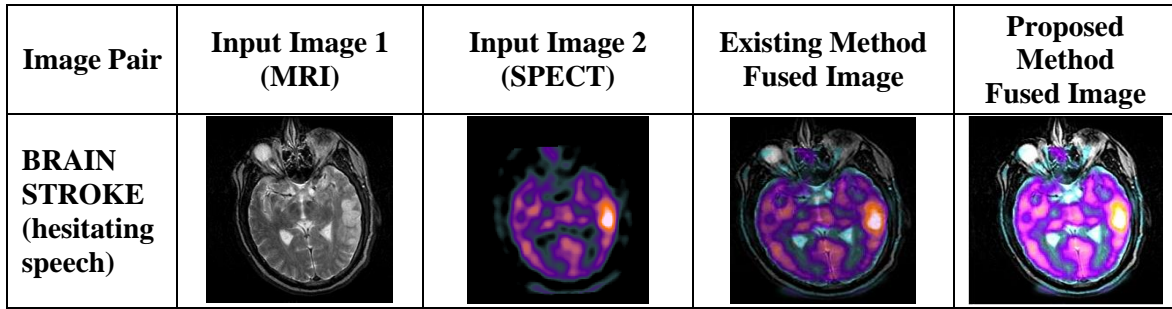 Image Pair
Input Image 1
(MRI)
Input Image 2
(SPECT)
Existing Method
Fused Image
Proposed
Method
Fused Image
BRAIN
STROKE
(hesitating
speech)